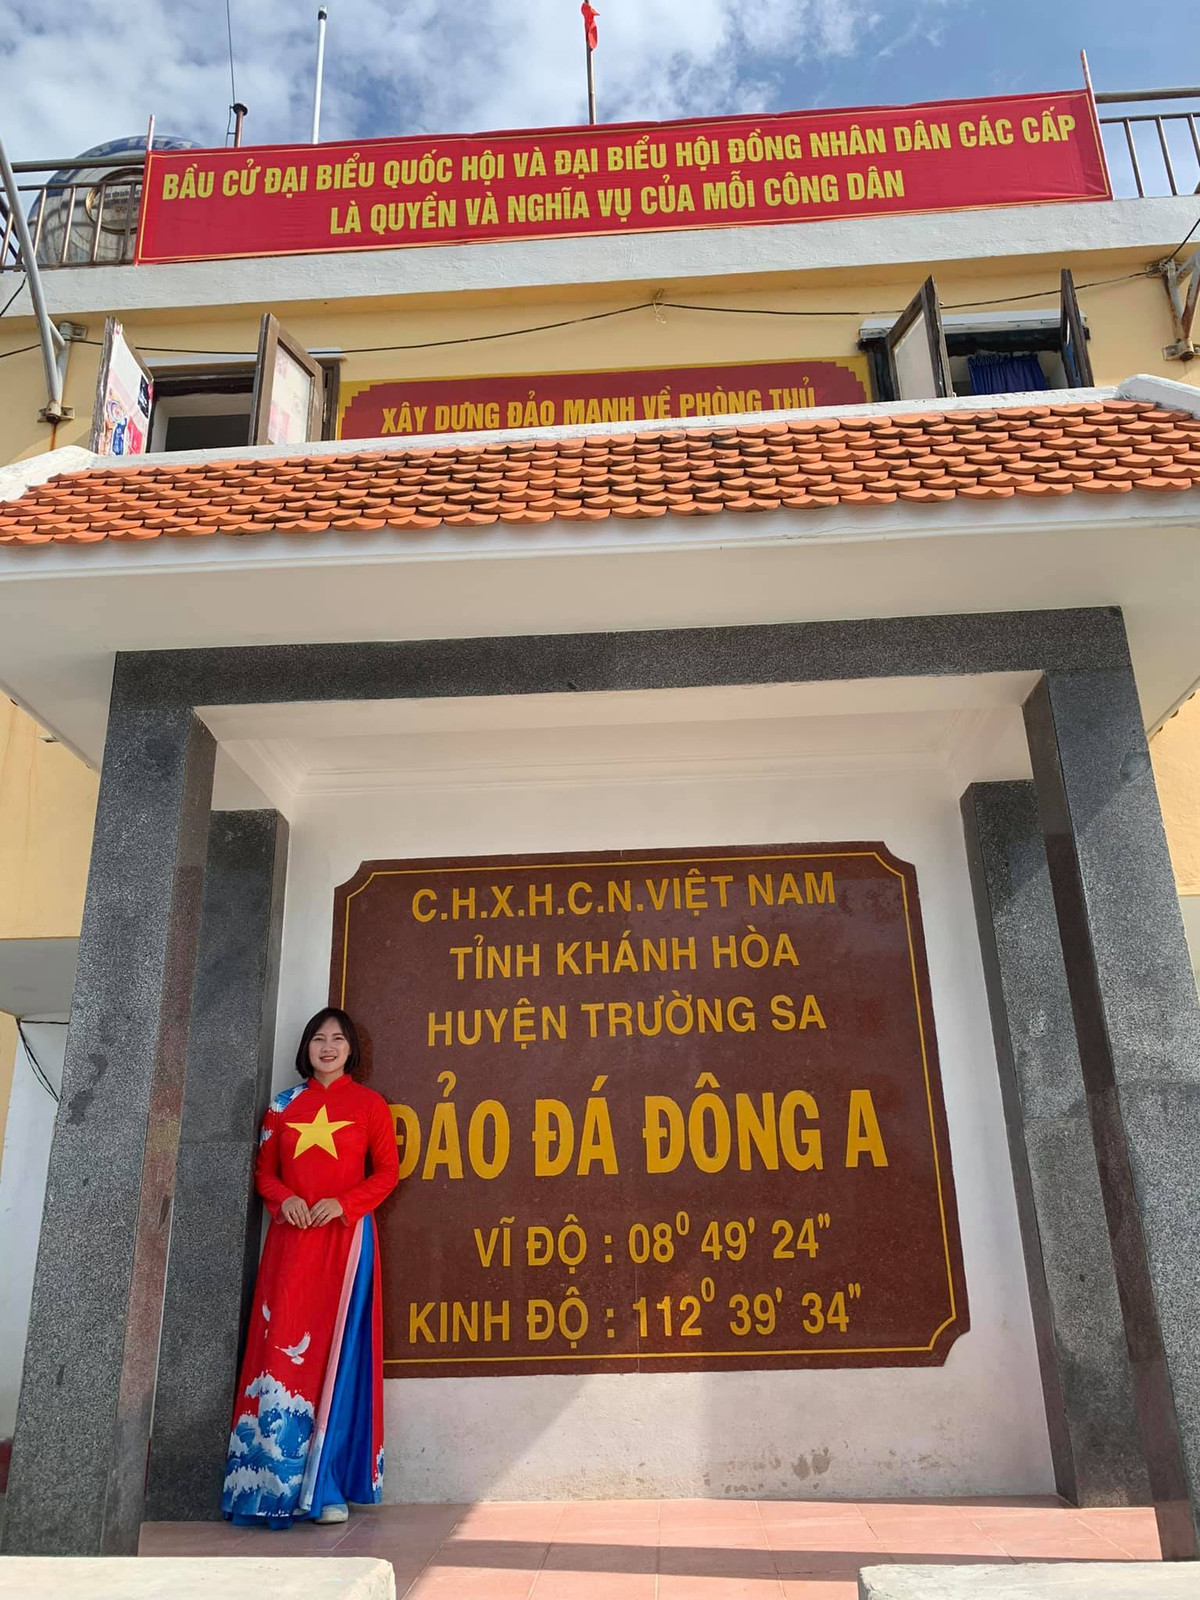 BẦU CỬ ĐẠI BIỂU QUỐC HỘI VÀ ĐẠI BIỂU HỘI ĐỒNG NHÂN DÂN CÁC CẤP
LÀ QUYỀN VÀ NGHĨA VỤ CỦA MỖI CÔNG DÂN
XÂY DỰNG ĐẢO MẠNH VỀ PHÒNG THỦ
C.H.X.H.C.N.VIỆT NAM
TỈNH KHÁNH HÒA
HUYỆN TRƯỜNG SA
ĐẢO ĐÁ ĐÔNG A
VĨ ĐỘ : 08⁰ 49' 24"
KINH ĐỘ : 112⁰ 39' 34"